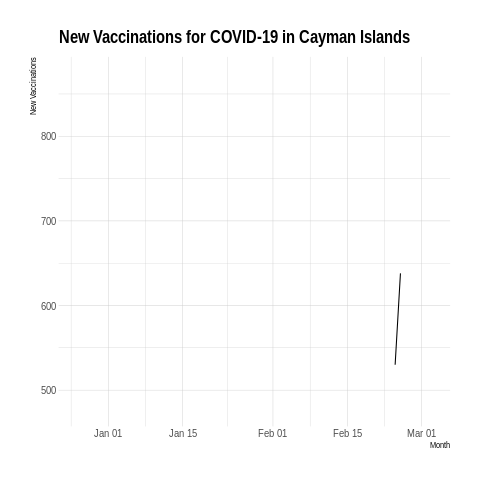 New Vaccinations for COVID-19 in Cayman Islands
New Vaccinations
800
700
600
500
Jan 01 Jan 15 Feb 01 Feb 15 Mar 01
Month